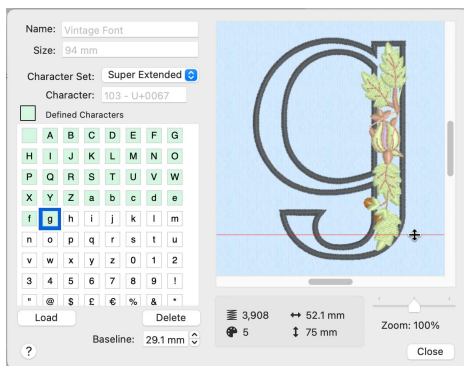 Name: Vintage Font
Size: 94 mm
Character Set: Super Extended
Character: 103 - U+0067
Defined Characters
A B C D E F G
H I J K L M N O
P Q R S T U V W
X Y Z a b c d e
f g h i j k l m
n o p q r s t u
v w x y z 0 1 2
3 4 5 6 7 8 9 !
" @ $ £ € % & *
Load Delete
Baseline: 29.1 mm
?
g
3,908 52.1 mm
5 75 mm
Zoom: 100%
Close